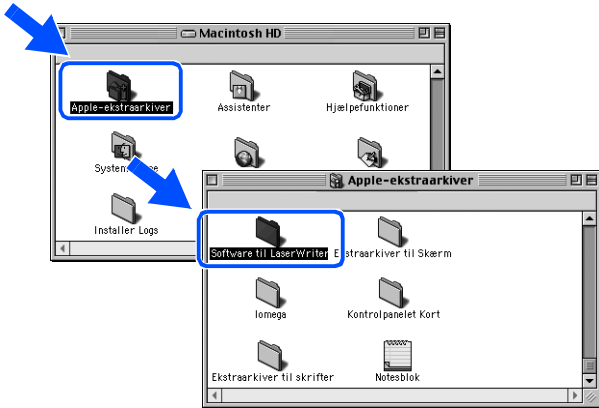 Macintosh HD
Apple-ekstraarkiver
Assistenter
Hjælpefunktioner
Installer Logs
Apple-ekstraarkiver
Software til LaserWriter
Ekstraarkiver til Skærm
Iomega
Kontrolpanelet Kort
Ekstraarkiver til skrifter
Notesblok